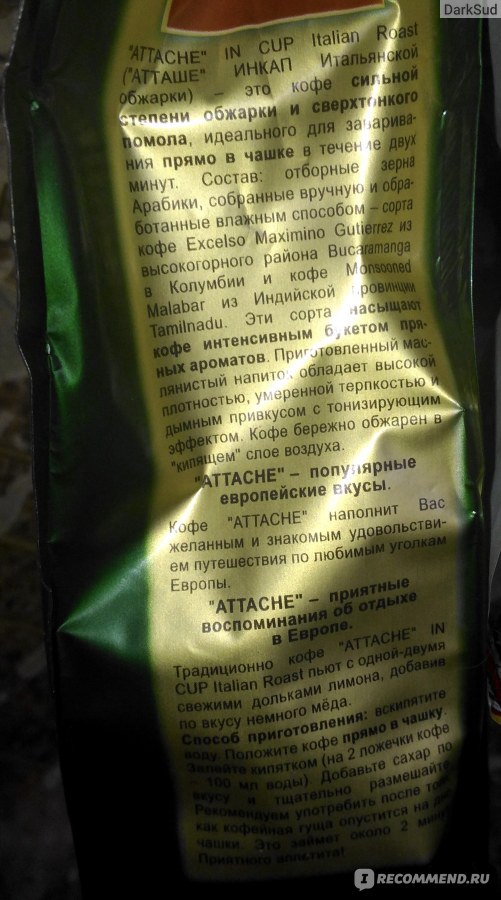 DarkSud
"ATTACHE" IN CUP Italian Roast
("АТТАШЕ" ИНКАП Итальянской
обжарки) – это кофе сильной
степени обжарки и сверхтонкого
помола, идеального для заварива-
ния прямо в чашке в течение двух
минут. Состав: отборные зерна
Арабики, собранные вручную и обра-
ботанные влажным способом – сорта
кофе Excelso Maximino Gutierrez из
высокогорного района Bucaramanga
в Колумбии и кофе Monsooned
Malabar из Индийской провинции
Tamilnadu. Эти сорта насыщают
кофе интенсивным букетом пря-
ных ароматов. Приготовленный мас-
лянистый напиток обладает высокой
плотностью, умеренной терпкостью и
дымным привкусом с тонизирующим
эффектом. Кофе бережно обжарен в
"кипящем" слое воздуха.
"ATTACHE" – популярные
европейские вкусы.
Кофе "ATTACHE" наполнит Вас
желанным и знакомым удовольстви-
ем путешествия по любимым уголкам
Европы.
"ATTACHE" – приятные
воспоминания об отдыхе
в Европе.
Традиционно кофе "ATTACHE" IN
CUP Italian Roast пьют с одной-двумя
свежими дольками лимона, добавив
по вкусу немного мёда.
Способ приготовления: вскипятите
воду. Положите кофе прямо в чашку.
Залейте кипятком (на 2 ложечки кофе
- 100 мл воды). Добавьте сахар по
вкусу и тщательно размешайте.
Рекомендуем употребить после того,
как кофейная гуща опустится на дно
чашки. Это займет около 2 минут.
Приятного аппетита!
IRECOMMEND.RU